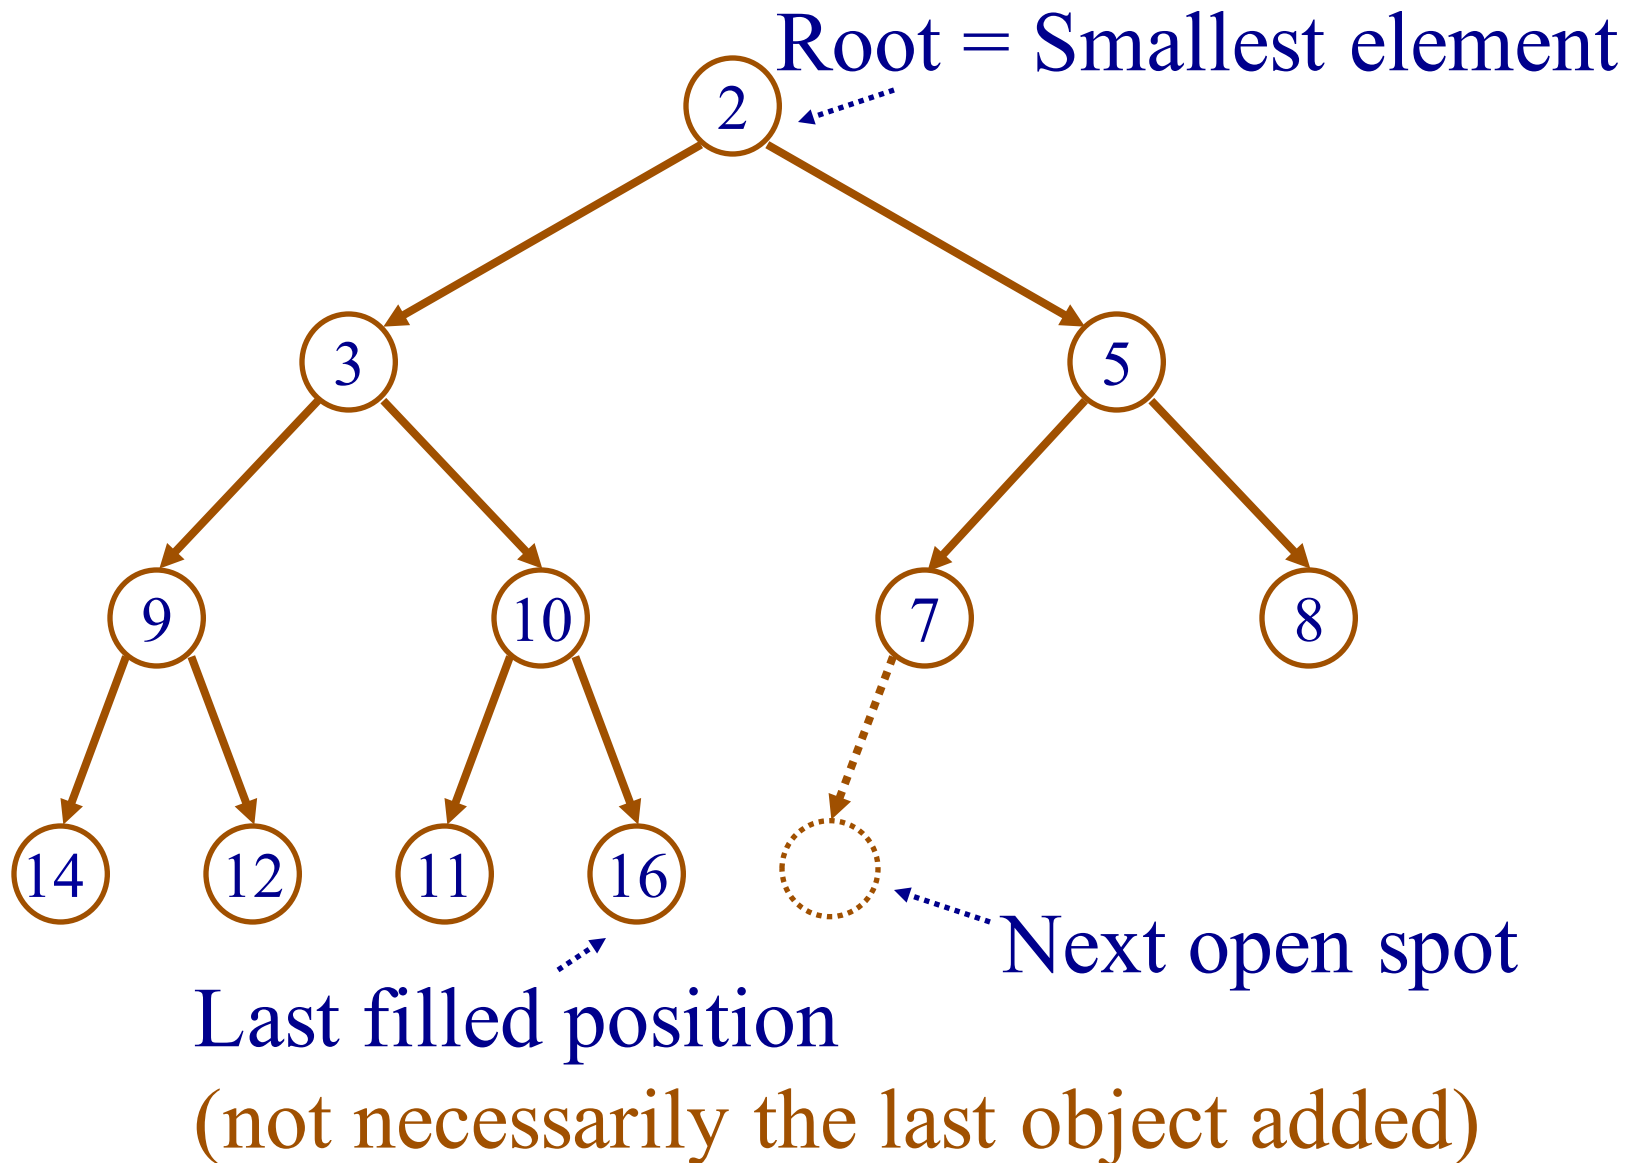 Root = Smallest element
2
3
5
9
10
7
8
14
12
11
16
Next open spot
Last filled position
(not necessarily the last object added)